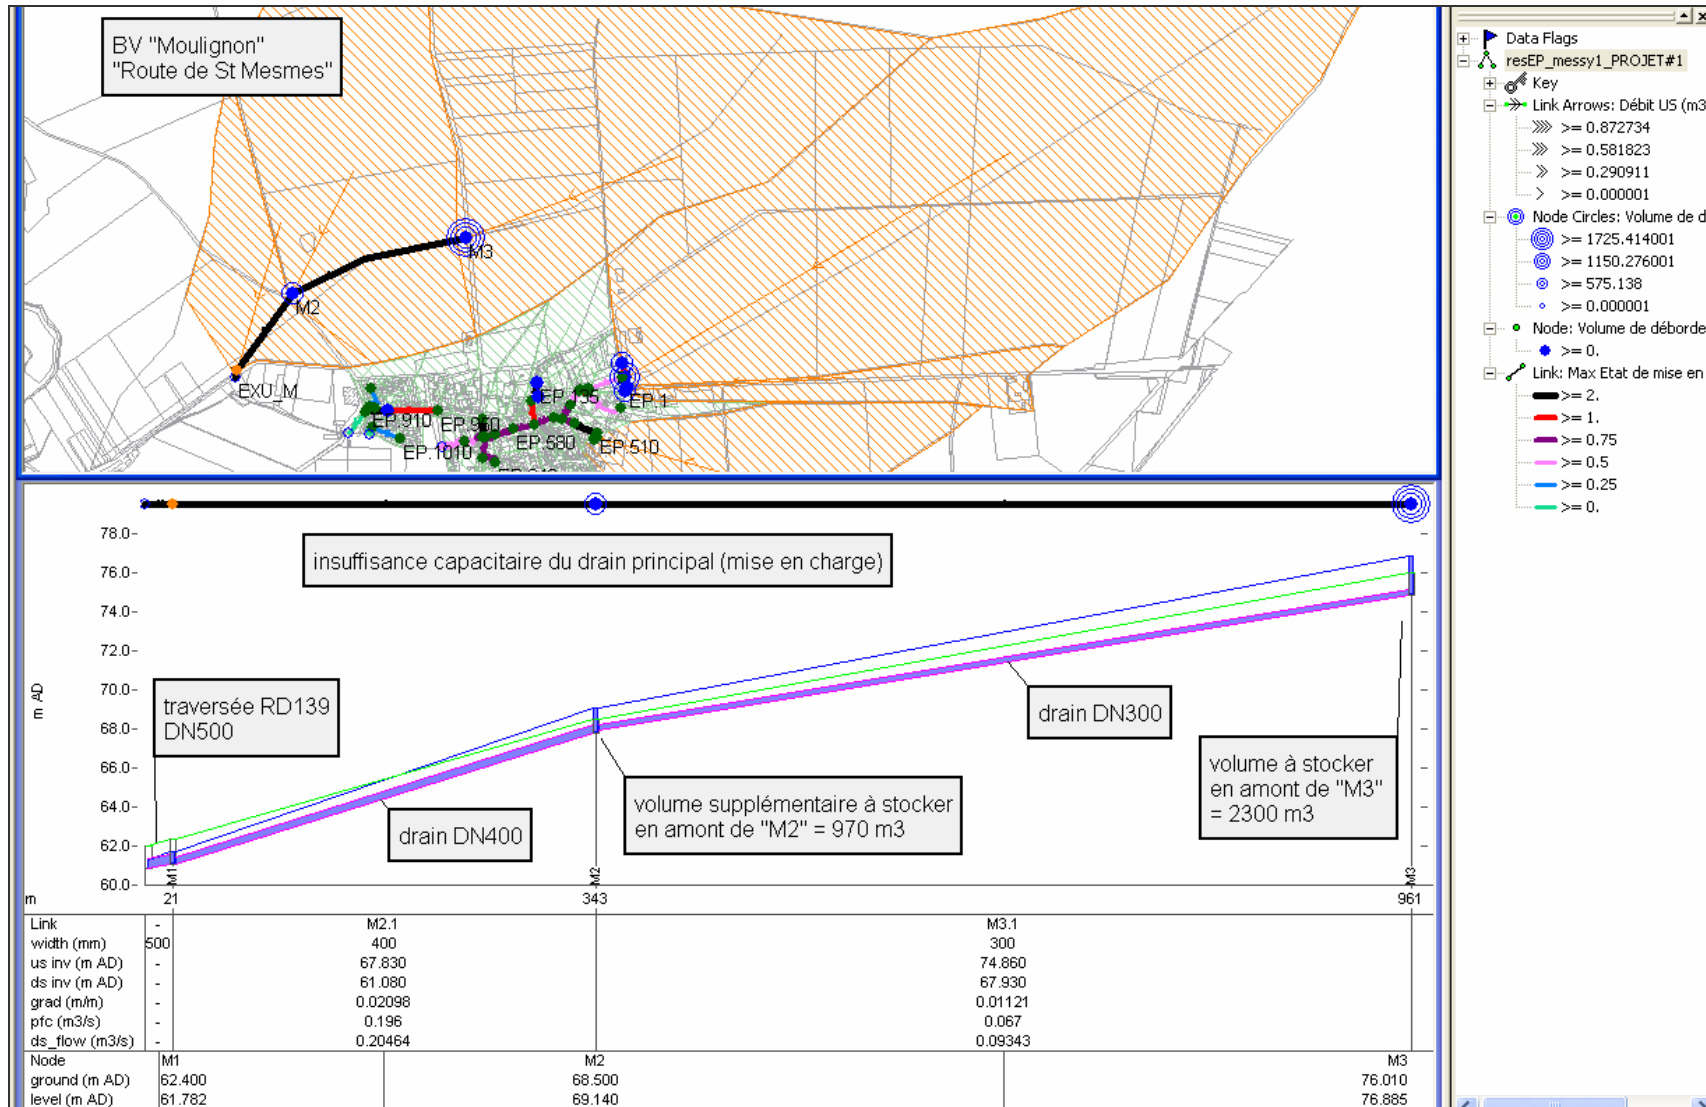 BV "Moulignon"
"Route de St Mesmes"
M3
M2
EXU_M
EP.910
EP.980
EP.1010
EP.135
EP.580
EP.1
EP.510
Data Flags
resEP_messy1_PROJET#1
Key
Link Arrows: Débit US (m3
>= 0.872734
>= 0.581823
>= 0.290911
>= 0.000001
Node Circles: Volume de d
>= 1725.414001
>= 1150.276001
>= 575.138
>= 0.000001
Node: Volume de déborde
>= 0.
Link: Max Etat de mise en
>= 2.
>= 1.
>= 0.75
>= 0.5
>= 0.25
>= 0.
78.0
76.0
74.0
72.0
70.0
68.0
66.0
64.0
62.0
60.0
m AD
insuffisance capacitaire du drain principal (mise en charge)
traversée RD139
DN500
drain DN400
volume supplémentaire à stocker
en amont de "M2" = 970 m3
drain DN300
volume à stocker
en amont de "M3"
= 2300 m3
M1
M2
M3
m 21 343 961
Link - M2.1 M3.1
width (mm) 500 400 300
us inv (m AD) - 67.830 74.860
ds inv (m AD) - 61.080 67.930
grad (m/m) - 0.02098 0.01121
pfc (m3/s) - 0.196 0.067
ds_flow (m3/s) - 0.20464 0.09343
Node M1 M2 M3
ground (m AD) 62.400 68.500 76.010
level (m AD) 61.782 69.140 76.885